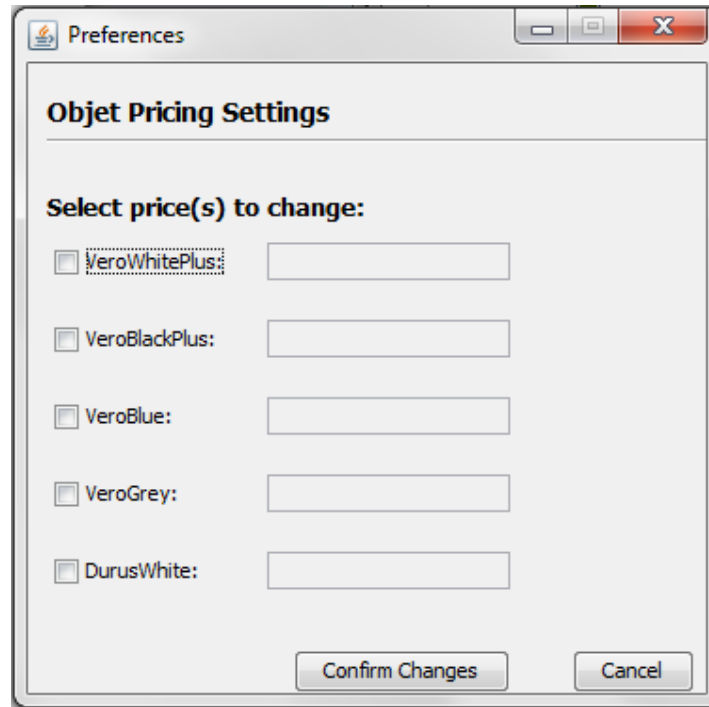 Preferences
Objet Pricing Settings
Select price(s) to change:
VeroWhitePlus:
VeroBlackPlus:
VeroBlue:
VeroGrey:
DurusWhite:
Confirm Changes Cancel